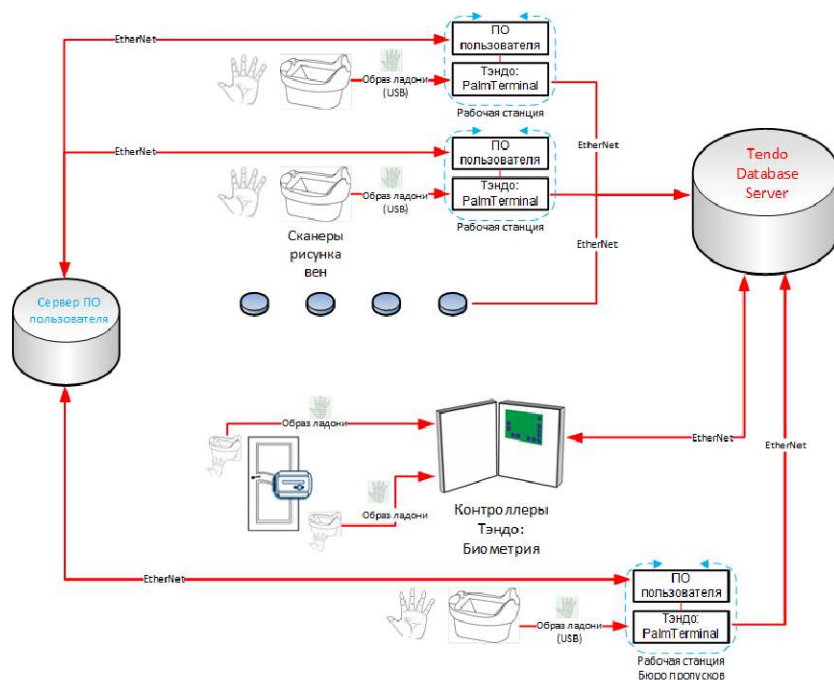 EtherNet
ПО
пользователя
Образ ладони
(USB)
Тэндо:
PalmTerminal
Рабочая станция
EtherNet
EtherNet
ПО
пользователя
Образ ладони
(USB)
Тэндо:
PalmTerminal
Рабочая станция
EtherNet
Tendo
Database
Server
Сканеры
рисунка
вен
Сервер ПО
пользователя
Образ ладони
Образ ладони
Контроллеры
Тэндо:
Биометрия
EtherNet
EtherNet
EtherNet
ПО
пользователя
Образ ладони
(USB)
Тэндо:
PalmTerminal
Рабочая станция
Бюро пропусков